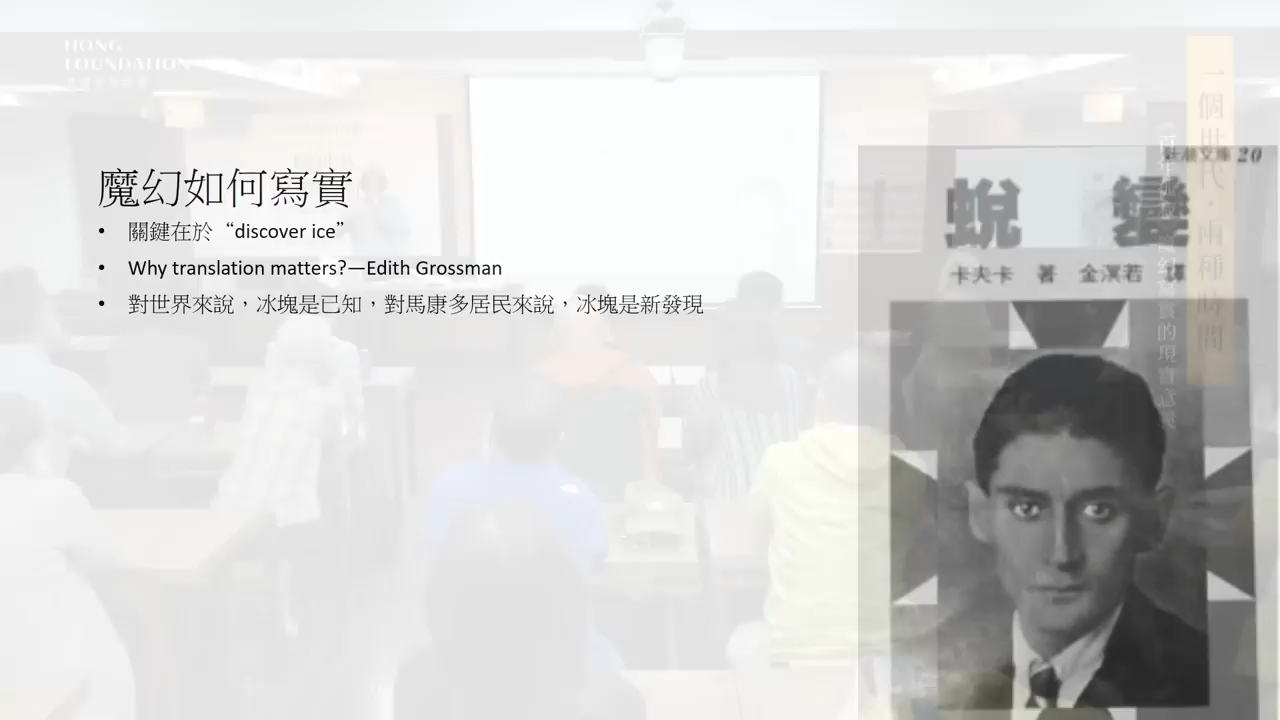 HONG
FOUNDATION
魔幻如何寫實
• 關鍵在於“discover ice”
• Why translation matters?—Edith Grossman
• 對世界來說，冰塊是已知，對馬康多居民來說，冰塊是新發現
新潮文庫 20
蛻 變
卡夫卡 著 金溟若 譯
一個世代·兩種時間